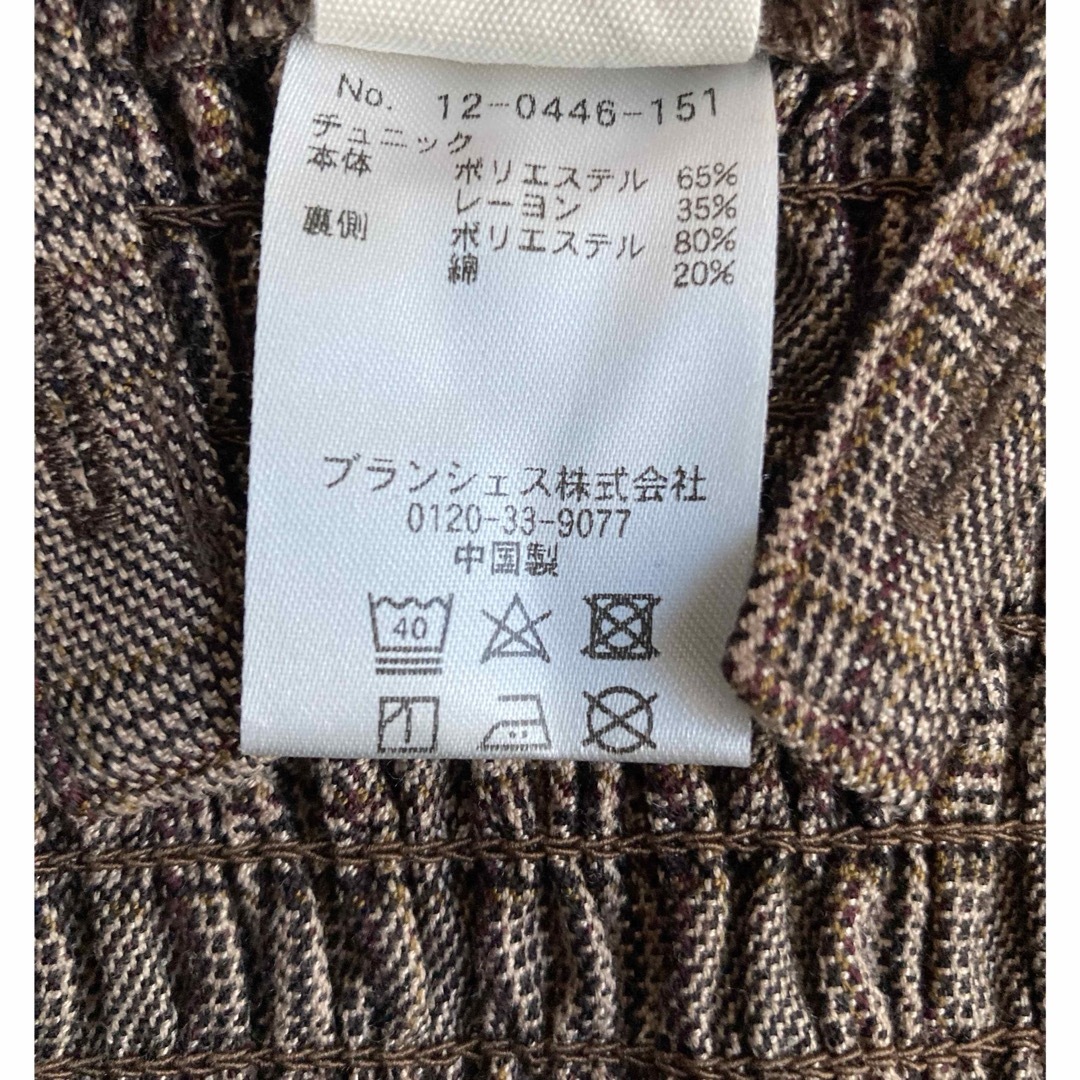 No. 12-0446-151
チュニック
本体 ポリエステル 65%
レーヨン 35%
裏側 ポリエステル 80%
綿 20%
ブランシェス株式会社
0120-33-9077
中国製
40